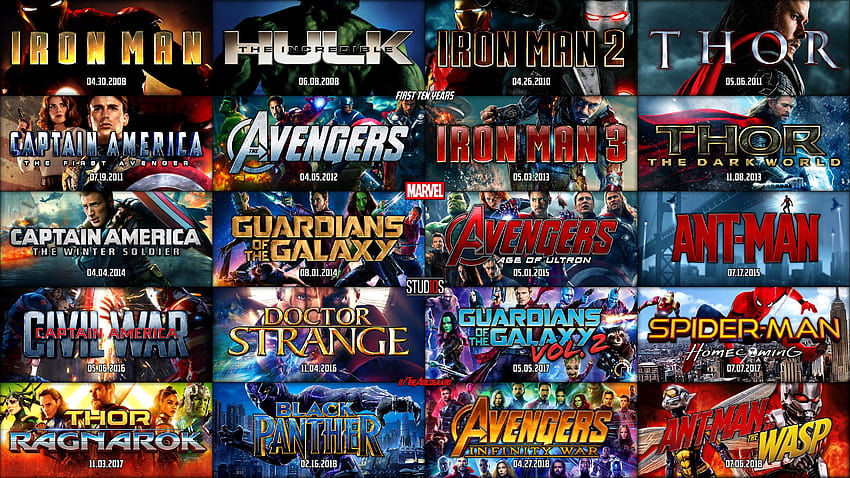 IRON MAN
04.30.2008
THE INCREDIBLE
HULK
06.08.2008
IRON MAN 2
04.26.2010
THOR
05.06.2011
FIRST TEN YEARS
CAPTAIN AMERICA
THE FIRST AVENGER
07.19.2011
THE
AVENGERS
04.05.2012
IRON MAN 3
05.03.2013
THOR
THE DARK WORLD
11.08.2013
MARVEL
CAPTAIN AMERICA
THE WINTER SOLDIER
04.04.2014
GUARDIANS
OF THE GALAXY
08.01.2014
AVENGERS
AGE OF ULTRON
05.01.2015
ANT-MAN
07.17.2015
STUDIOS
CAPTAIN AMERICA
CIVIL WAR
05.06.2016
DOCTOR
STRANGE
11.04.2016
GUARDIANS
OF THE GALAXY
VOL. 2
05.05.2017
SPIDER-MAN
HOMECOMING
07.07.2017
THOR
RAGNAROK
11.03.2017
BLACK
PANTHER
02.16.2018
AVENGERS
INFINITY WAR
04.27.2018
ANT-MAN
AND THE WASP
07.06.2018